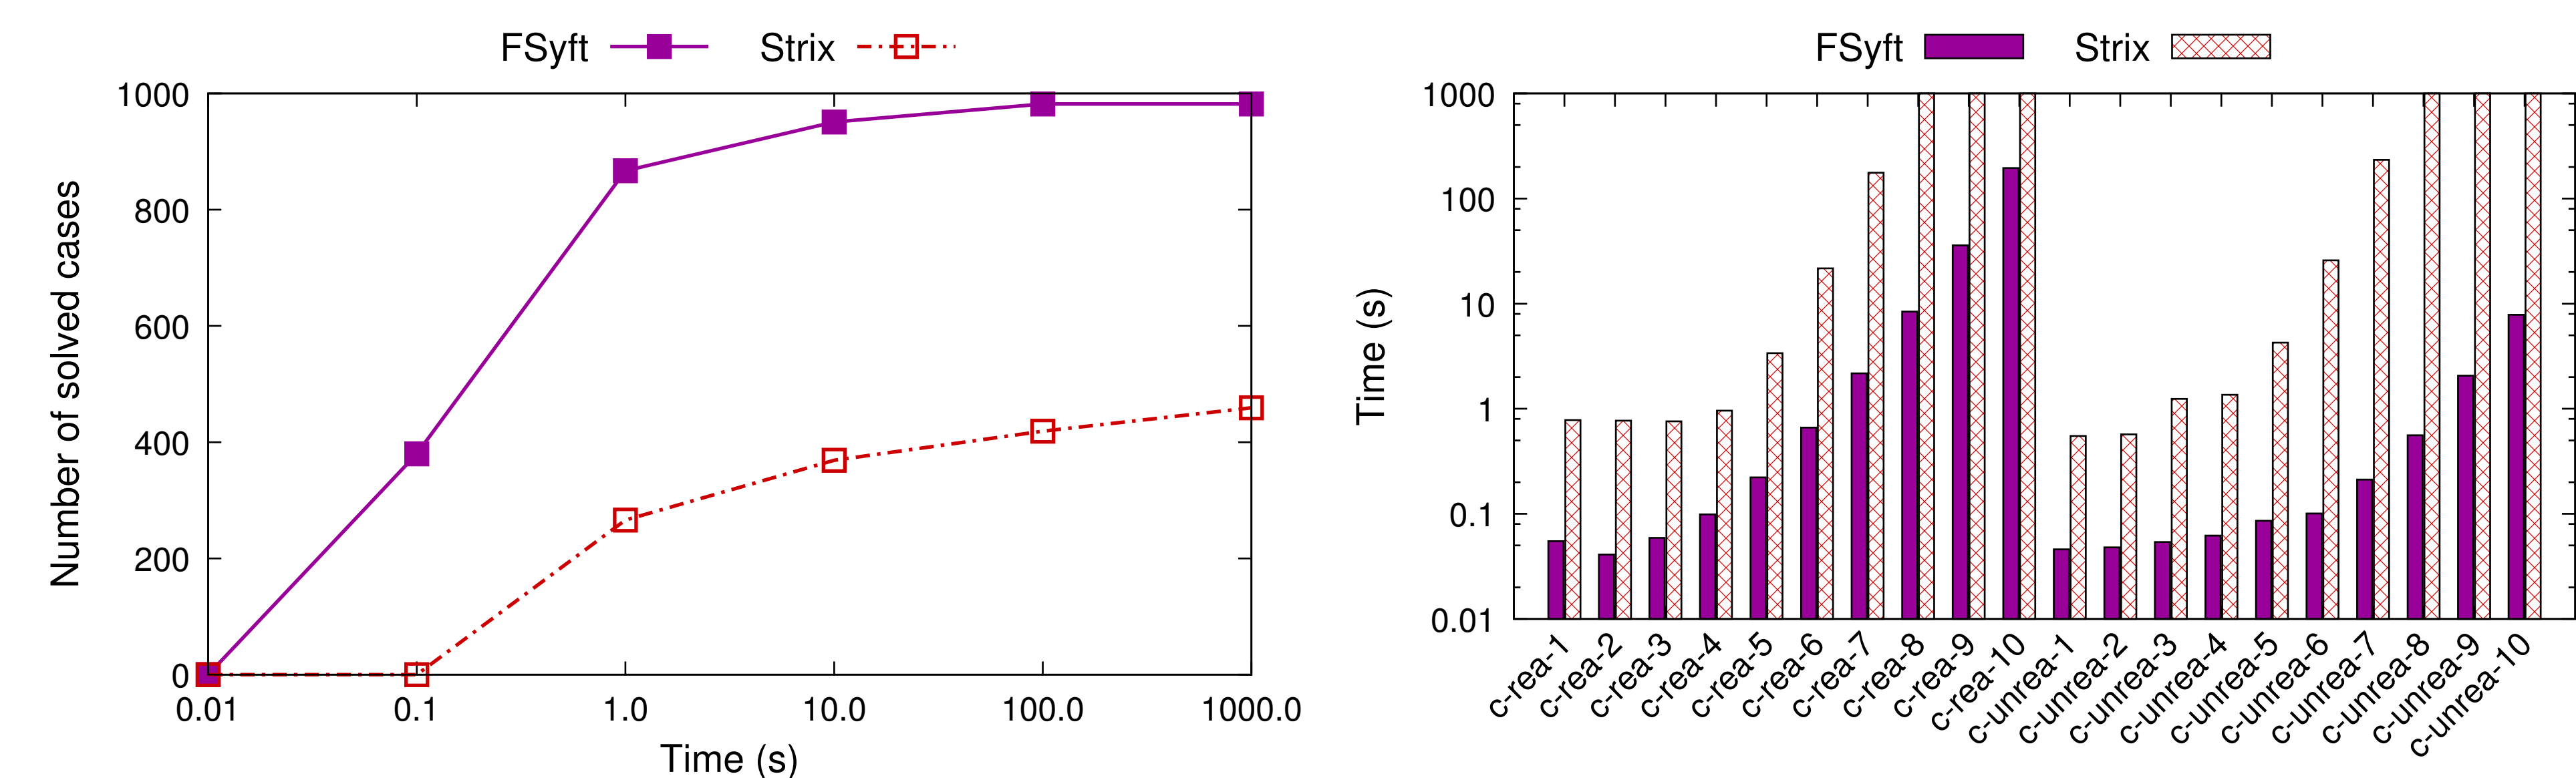 FSyft
Strix
Number of solved cases
1000
800
600
400
200
0
0.01
0.1
1.0
10.0
100.0
1000.0
Time (s)
FSyft
Strix
Time (s)
1000
100
10
1
0.1
0.01
c-rea-1
c-rea-2
c-rea-3
c-rea-4
c-rea-5
c-rea-6
c-rea-7
c-rea-8
c-rea-9
c-rea-10
c-unrea-1
c-unrea-2
c-unrea-3
c-unrea-4
c-unrea-5
c-unrea-6
c-unrea-7
c-unrea-8
c-unrea-9
c-unrea-10